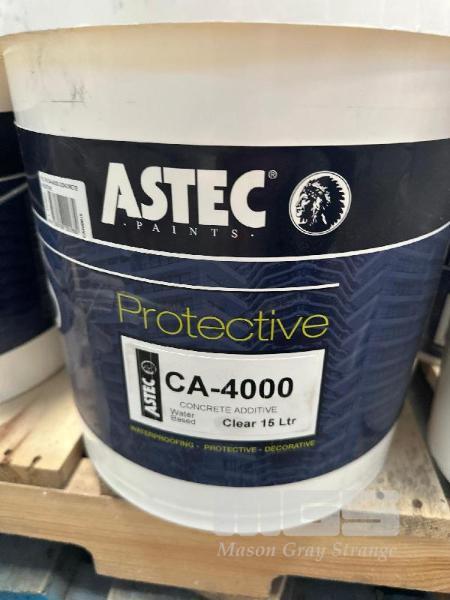 ASTEC®
· PAINTS ·
Protective
ASTEC
CA-4000
CONCRETE ADDITIVE
Water
Based
Clear 15 Ltr
WATERPROOFING · PROTECTIVE · DECORATIVE
MGS
Mason Gray Strange